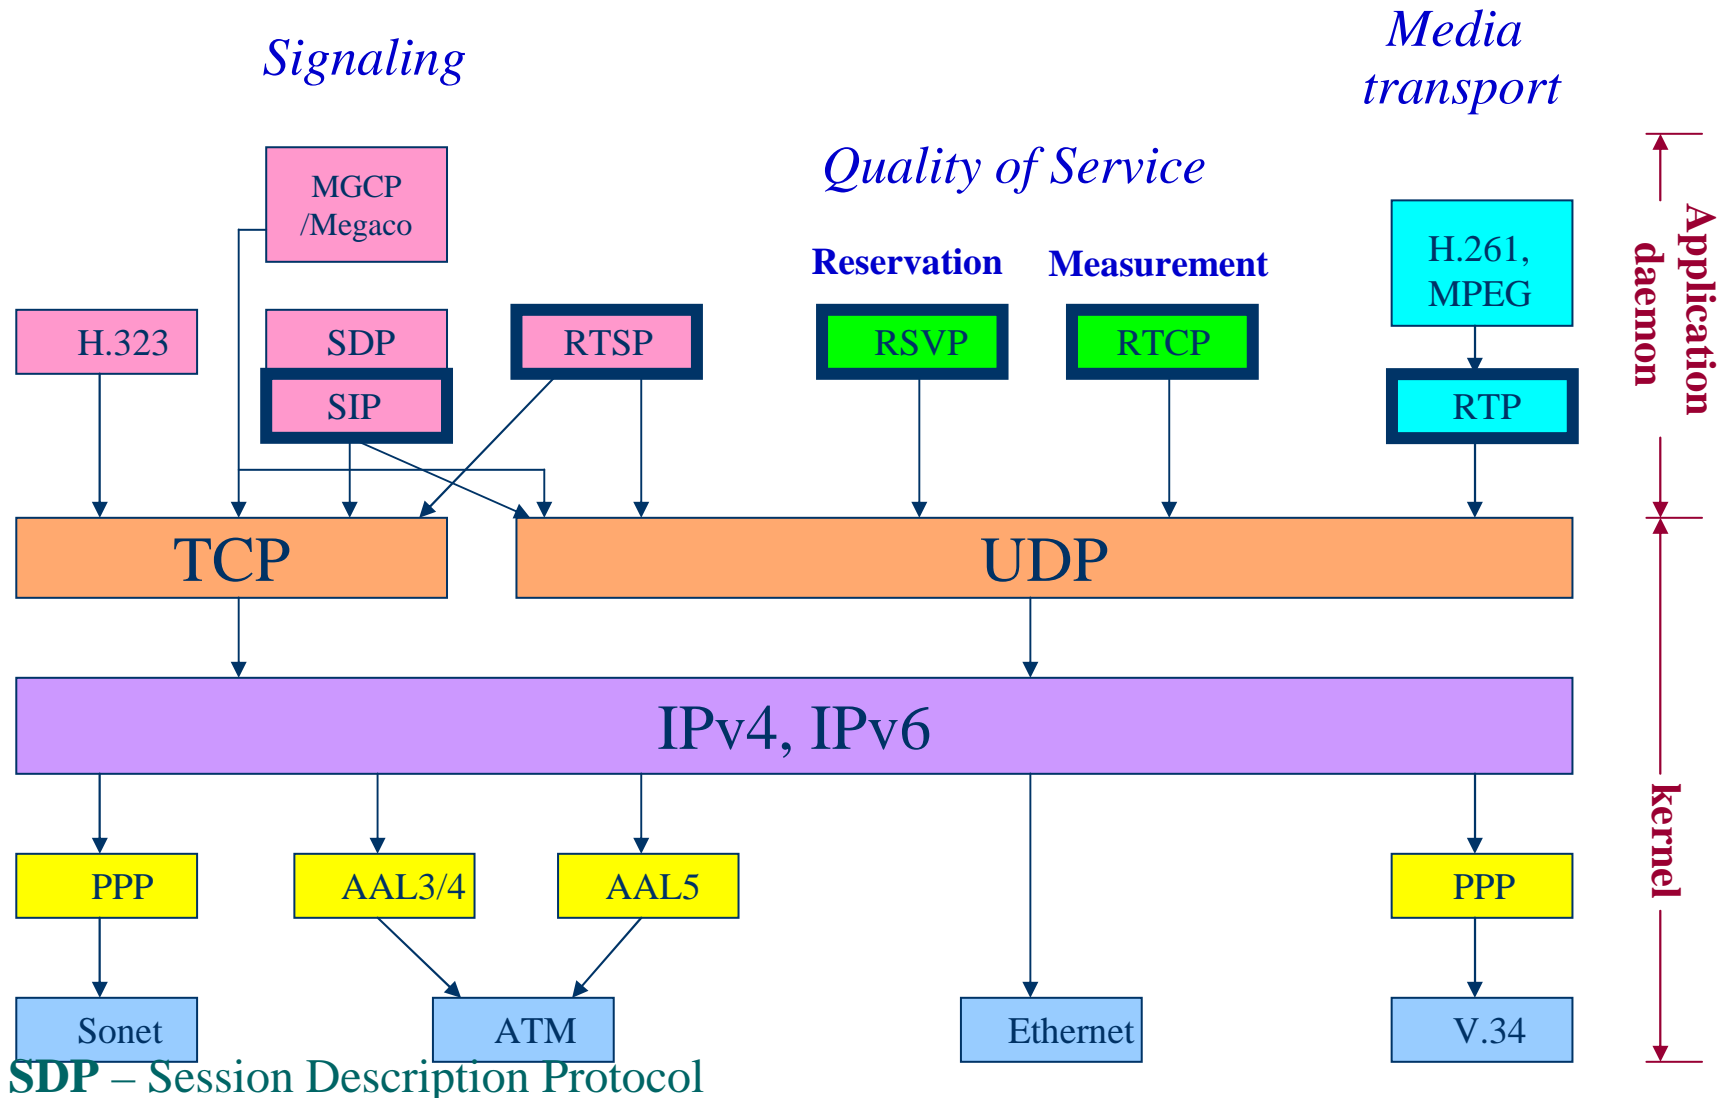 Signaling
Media
transport
Quality of Service
MGCP
/Megaco
Reservation
Measurement
H.261,
MPEG
Application
daemon
H.323
SDP
RTSP
RSVP
RTCP
SIP
RTP
TCP
UDP
IPv4, IPv6
kernel
PPP
AAL3/4
AAL5
PPP
Sonet
ATM
Ethernet
V.34
SDP – Session Description Protocol